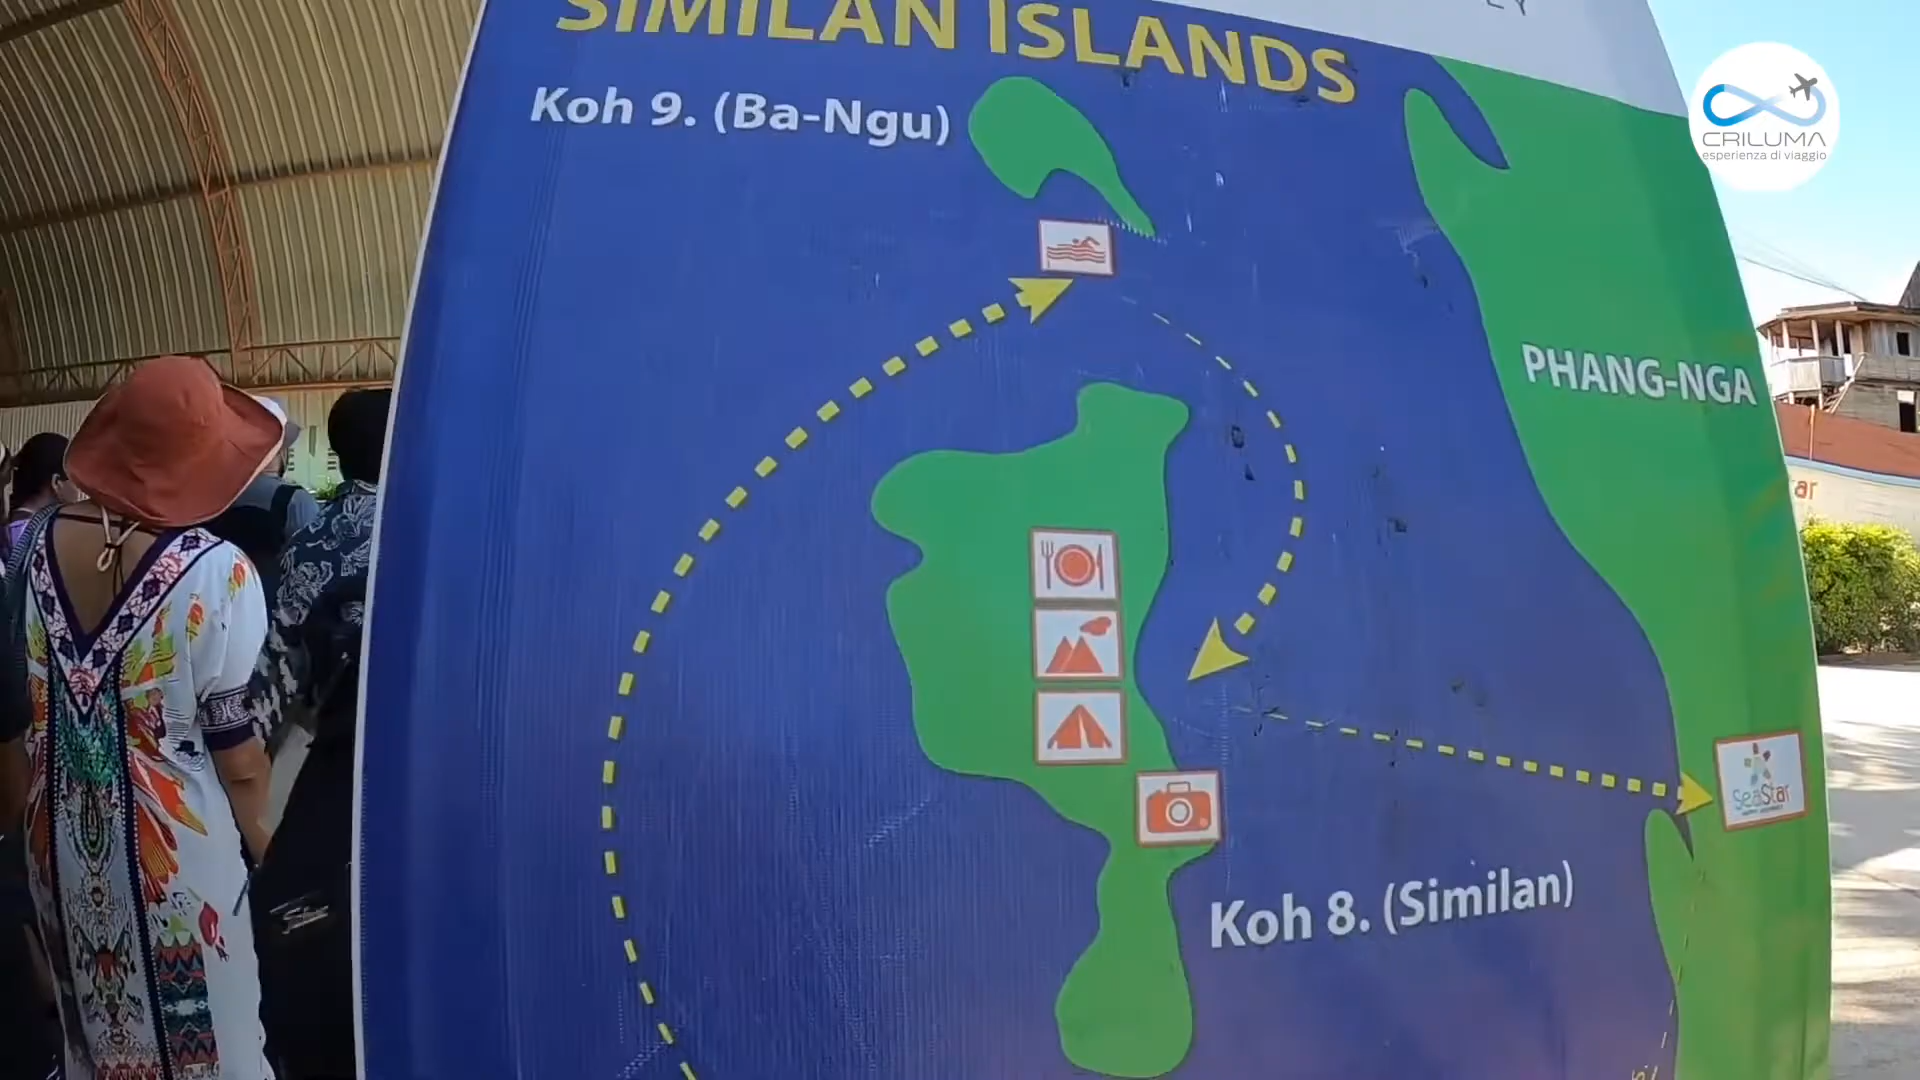 SIMILAN ISLANDS
Koh 9. (Ba-Ngu)
CRILUMA
esperienza di viaggio
PHANG-NGA
seaStar
Koh 8. (Similan)